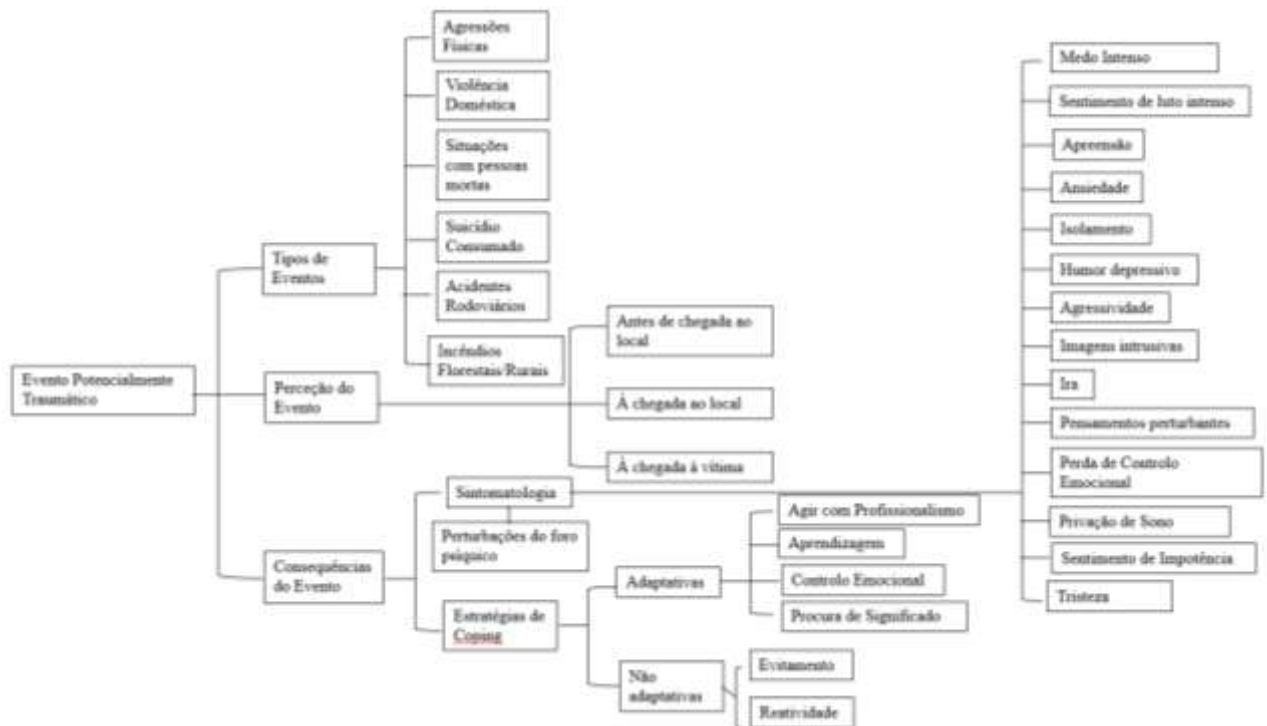 Evento Potencialmente
Traumático
Tipos de
Eventos
Agressões
Físicas
Violência
Doméstica
Situações
com pessoas
mortas
Suicídio
Consumado
Acidentes
Rodoviários
Incêndios
Florestais/Rurais
Perceção do
Evento
Antes de chegada ao
local
À chegada ao local
À chegada à vítima
Consequências
do Evento
Sintomatologia
Perturbações do foro
psíquico
Medo Intenso
Sentimento de luto intenso
Apreensão
Ansiedade
Isolamento
Humor depressivo
Agressividade
Imagens intrusivas
Ira
Pensamentos perturbantes
Perda de Controlo
Emocional
Privação de Sono
Sentimento de Impotência
Tristeza
Estratégias de
Coping
Adaptativas
Agir com Profissionalismo
Aprendizagem
Controlo Emocional
Procura de Significado
Não
adaptativas
Evitamento
Reatividade